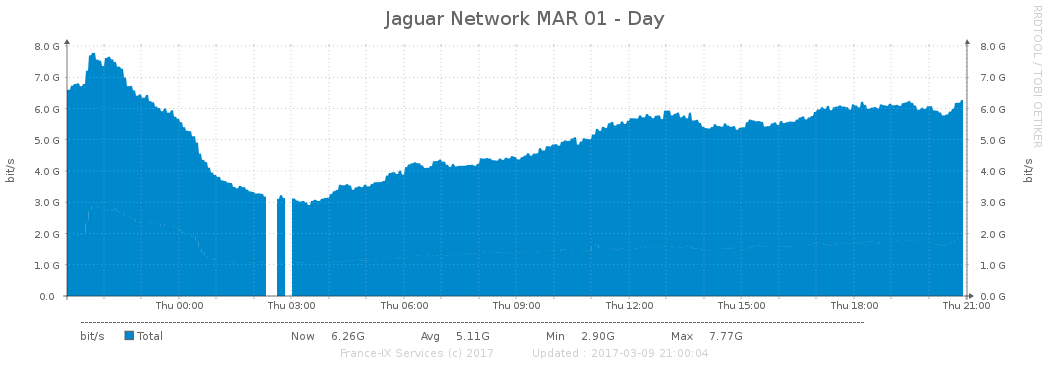 Jaguar Network MAR 01 - Day
RRDTOOL / TOBI OETIKER
8.0 G 8.0 G
7.0 G 7.0 G
6.0 G 6.0 G
5.0 G 5.0 G
4.0 G 4.0 G
3.0 G 3.0 G
2.0 G 2.0 G
1.0 G 1.0 G
0.0 0.0 G
bit/s bit/s
Thu 00:00 Thu 03:00 Thu 06:00 Thu 09:00 Thu 12:00 Thu 15:00 Thu 18:00 Thu 21:00
bit/s Total Now 6.26G Avg 5.11G Min 2.90G Max 7.77G
France-IX Services (c) 2017 Updated : 2017-03-09 21:00:04